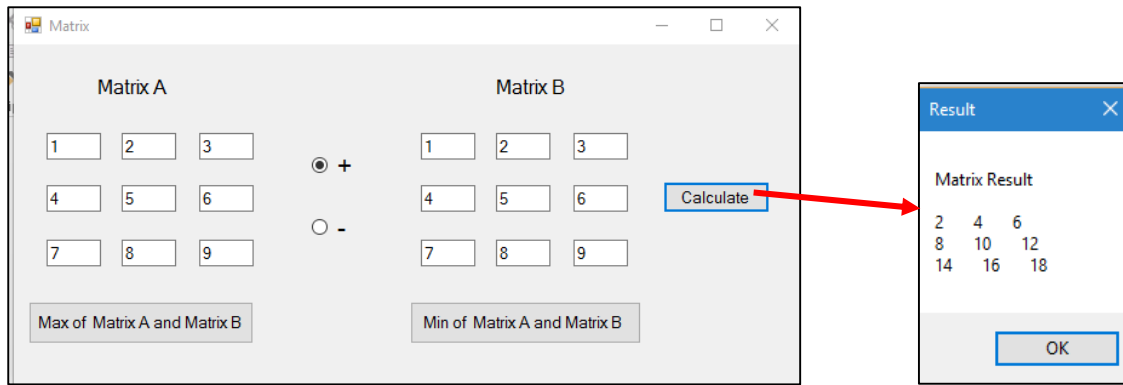 Matrix
Matrix A
Matrix B
1 2 3
+
1 2 3
4 5 6
4 5 6
Calculate
-
7 8 9
7 8 9
Max of Matrix A and Matrix B
Min of Matrix A and Matrix B
Result
Matrix Result
2 4 6
8 10 12
14 16 18
OK